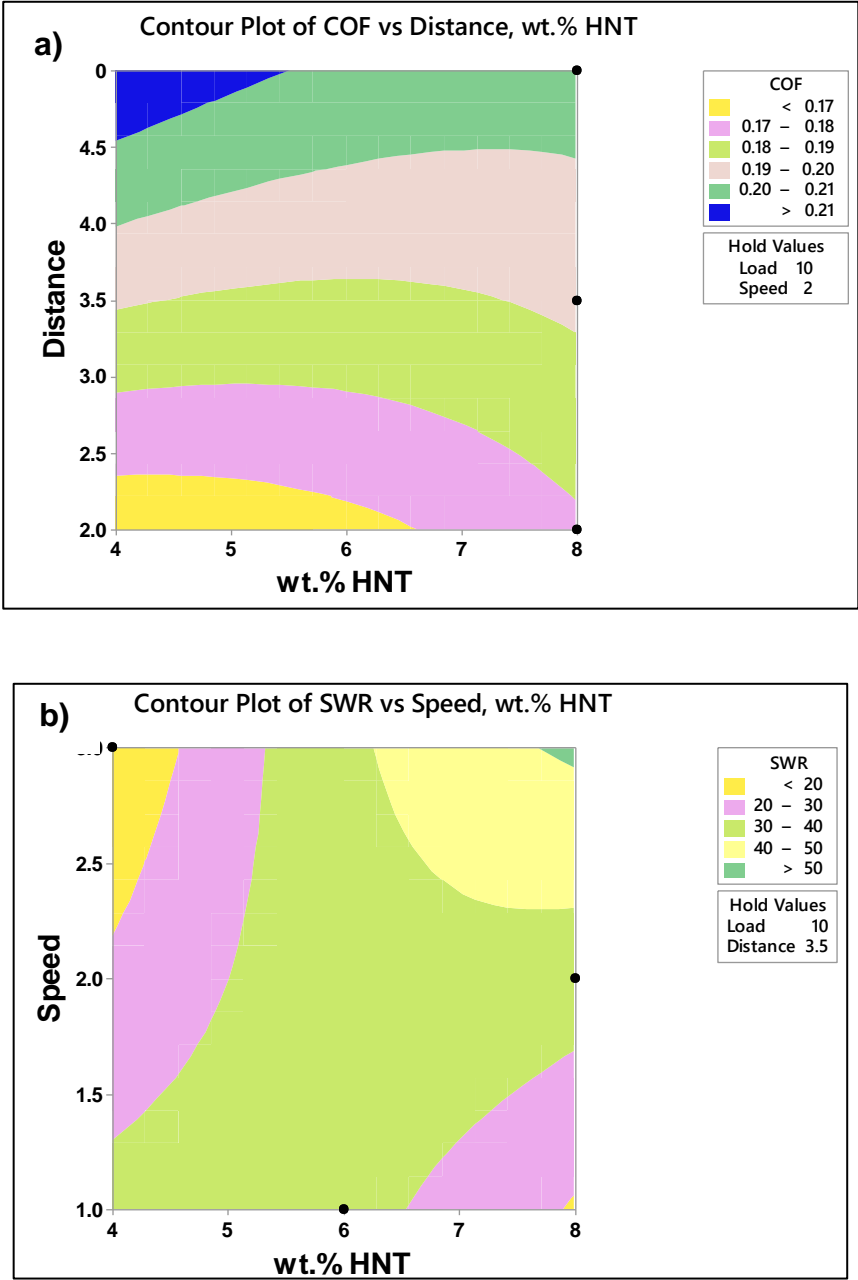 a)
Contour Plot of COF vs Distance, wt.% HNT
0
4.5
4.0
3.5
3.0
2.5
2.0
Distance
4 5 6 7 8
wt.% HNT
COF
< 0.17
0.17 – 0.18
0.18 – 0.19
0.19 – 0.20
0.20 – 0.21
> 0.21
Hold Values
Load 10
Speed 2
b)
Contour Plot of SWR vs Speed, wt.% HNT
2.5
2.0
1.5
1.0
Speed
4 5 6 7 8
wt.% HNT
SWR
< 20
20 – 30
30 – 40
40 – 50
> 50
Hold Values
Load 10
Distance 3.5